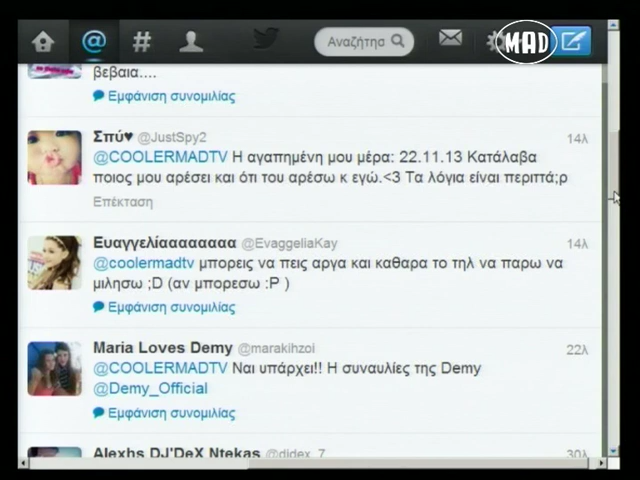 @ # Αναζήτησ
MAD
βεβαια....
Εμφάνιση συνομιλίας
Σπύ♥ @JustSpy2 14λ
@COOLERMADTV Η αγαπημένη μου μέρα: 22.11.13 Κατάλαβα
ποιος μου αρέσει και ότι του αρέσω κ εγώ.<3 Τα λόγια είναι περιττά;p
Επέκταση
Ευαγγελίααααααααα @EvaggeliaKay 14λ
@coolermadtv μπορεις να πεις αργα και καθαρα το τηλ να παρω να
μιλησω ;D (αν μπορεσω :P )
Εμφάνιση συνομιλίας
Maria Loves Demy @marakihzoi 22λ
@COOLERMADTV Ναι υπάρχει!! Η συναυλίες της Demy
@Demy_Official
Εμφάνιση συνομιλίας
Alexhs DJ'DeX Ntekas @djdex_7 30λ